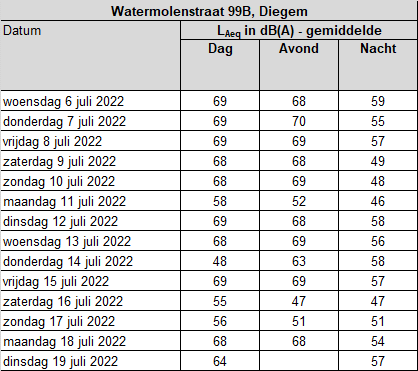 Watermolenstraat 99B, Diegem
Datum LAeq in dB(A) - gemiddelde
Dag Avond Nacht
woensdag 6 juli 2022 69 68 59
donderdag 7 juli 2022 69 70 55
vrijdag 8 juli 2022 69 69 57
zaterdag 9 juli 2022 68 68 49
zondag 10 juli 2022 68 69 48
maandag 11 juli 2022 58 52 46
dinsdag 12 juli 2022 69 68 58
woensdag 13 juli 2022 68 69 56
donderdag 14 juli 2022 48 63 58
vrijdag 15 juli 2022 69 69 57
zaterdag 16 juli 2022 55 47 47
zondag 17 juli 2022 56 51 51
maandag 18 juli 2022 68 68 54
dinsdag 19 juli 2022 64 57